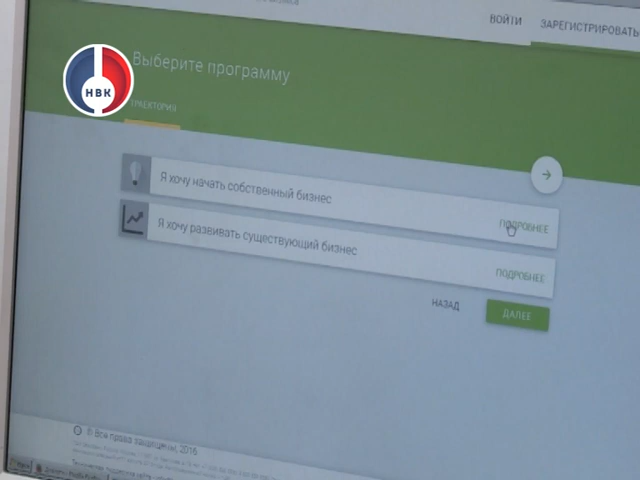 ВОЙТИ
ЗАРЕГИСТРИРОВАТЬ
Выберите программу
НВК
ТРАЕКТОРИЯ
Я хочу начать собственный бизнес
ПОДРОБНЕЕ
Я хочу развивать существующий бизнес
ПОДРОБНЕЕ
НАЗАД
ДАЛЕЕ
© Все права защищены, 2016